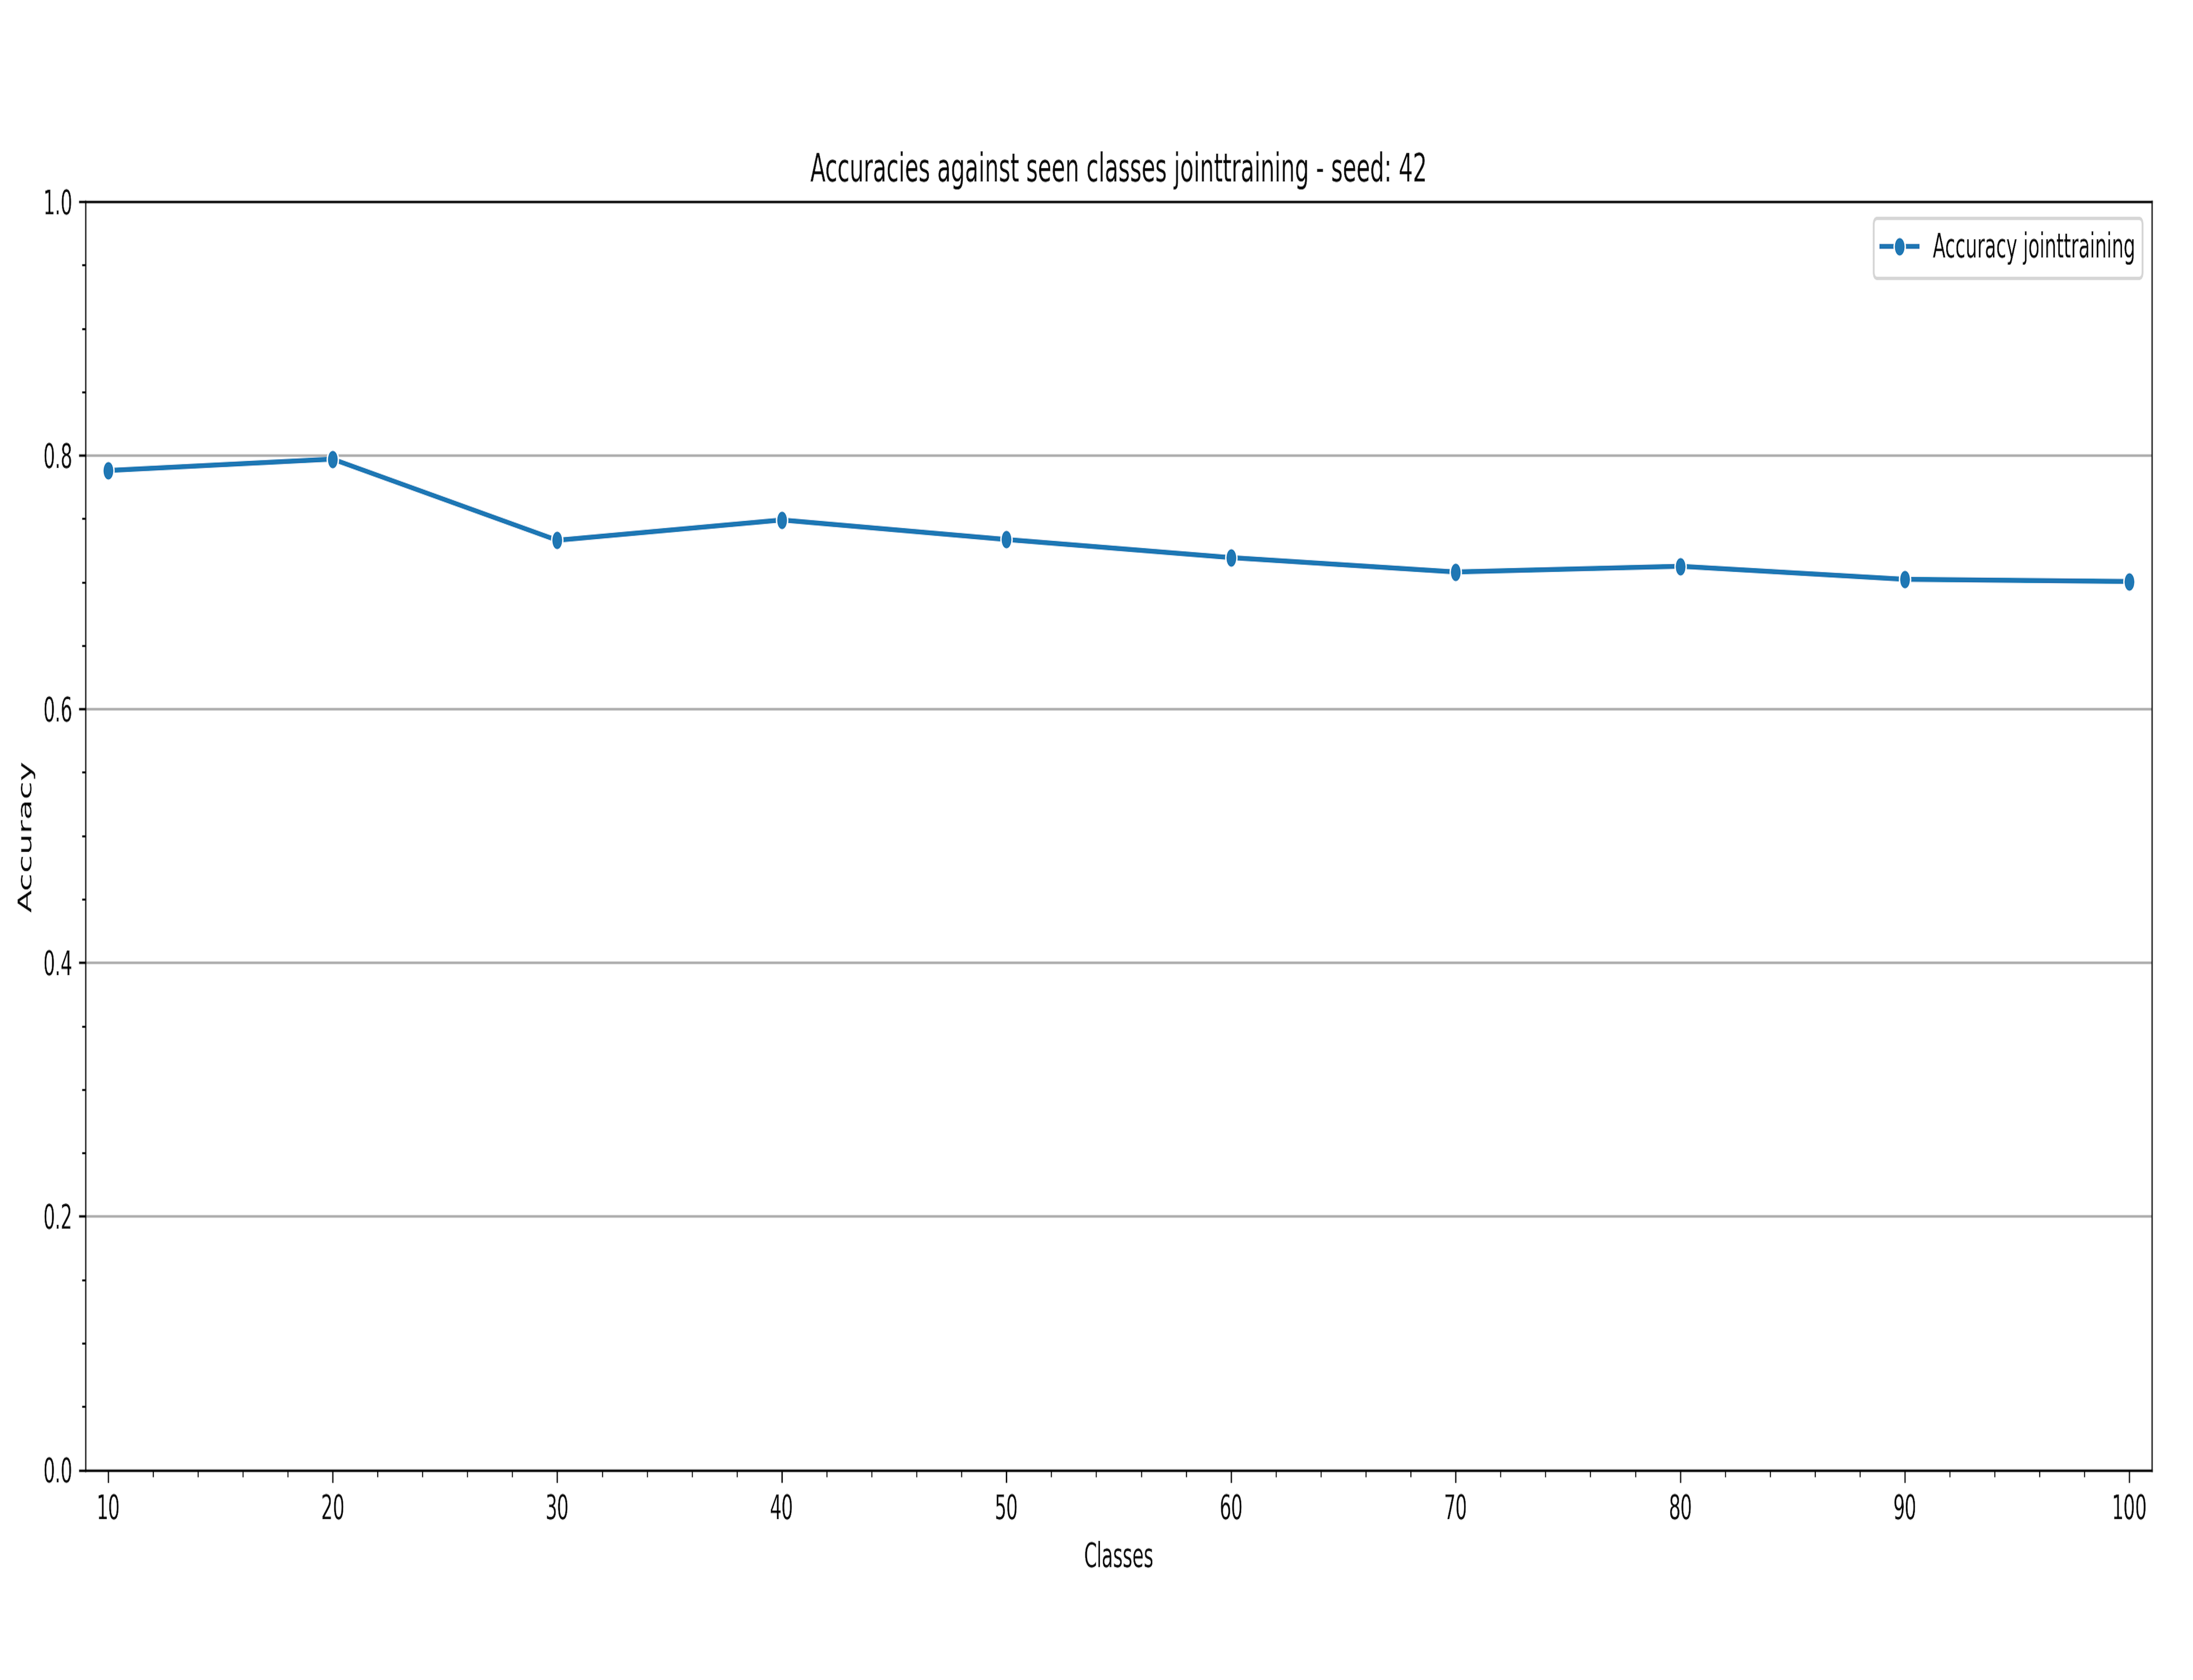 Accuracies against seen classes jointtraining - seed: 42
Accuracy jointtraining
1.0
0.8
0.6
0.4
0.2
0.0
Accuracy
10 20 30 40 50 60 70 80 90 100
Classes